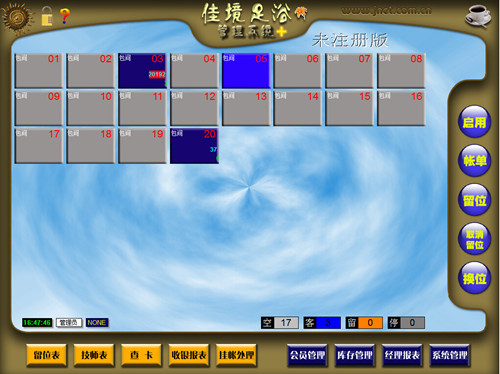 佳境足浴
管理系统
www.jnct.com.cn
未注册版
包间 01 包间 02 包间 03 包间 04 包间 05 包间 06 包间 07 包间 08
20192
包间 09 包间 10 包间 11 包间 12 包间 13 包间 14 包间 15 包间 16
包间 17 包间 18 包间 19 包间 20
37
启用
帐单
留位
取消
留位
换位
16:47:46 管理员 NONE 空 17 客 2 留 0 停 0
留位表 技师表 查卡 收银报表 挂帐处理 会员管理 库存管理 经理报表 系统管理